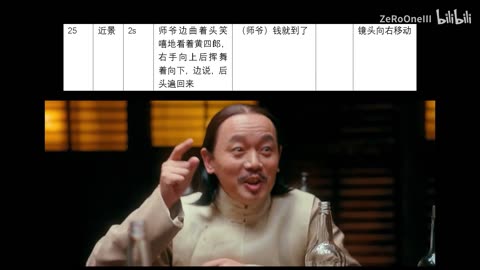 ZeRoOneIII bilibili
25 近景 2s 师爷边曲着头笑 (师爷)钱就到了 镜头向右移动
嘻地看着黄四郎,
右手向上后挥舞
着向下,边说,后
头遍回来